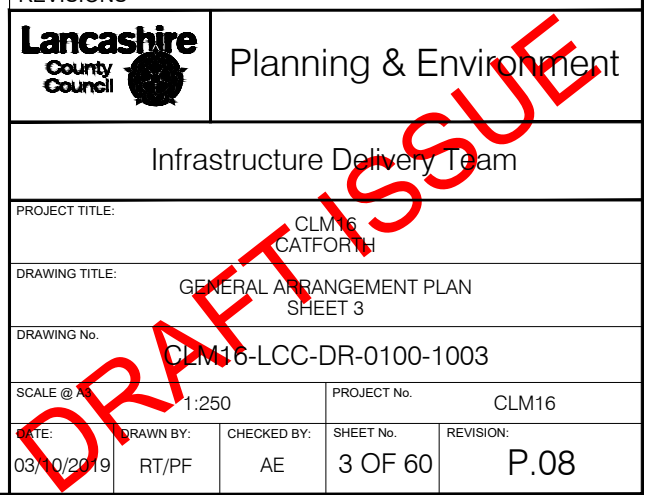 REVISIONS
Lancashire
County
Council
Planning & Environment
Infrastructure Delivery Team
PROJECT TITLE:
CLM16
CATFORTH
DRAWING TITLE:
GENERAL ARRANGEMENT PLAN
SHEET 3
DRAWING No.
CLM16-LCC-DR-0100-1003
SCALE @ A3
1:250
PROJECT No.
CLM16
DATE:
03/10/2019
DRAWN BY:
RT/PF
CHECKED BY:
AE
SHEET No.
3 OF 60
REVISION:
P.08
DRAFT ISSUE